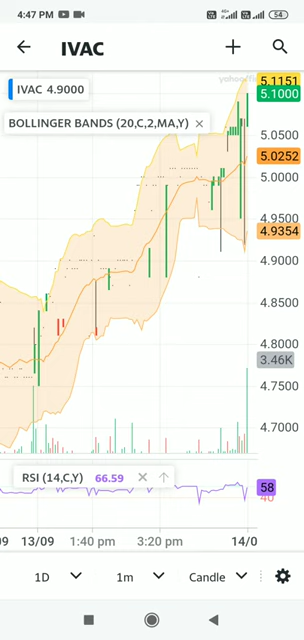 4:47 PM
54
IVAC
IVAC 4.9000
5.1151
5.1000
BOLLINGER BANDS (20,C,2,MA,Y) ×
5.0500
5.0252
5.0000
4.9500
4.9354
4.9000
4.8500
4.8000
3.46K
4.7500
4.7000
RSI (14,C,Y) 66.59
58
40
09 13/09 1:40 pm 3:20 pm 14/0
1D 1m Candle